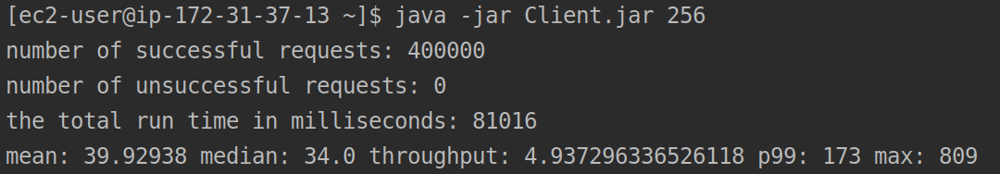 [ec2-user@ip-172-31-37-13 ~]$ java -jar Client.jar 256
number of successful requests: 400000
number of unsuccessful requests: 0
the total run time in milliseconds: 81016
mean: 39.92938 median: 34.0 throughput: 4.937296336526118 p99: 173 max: 809